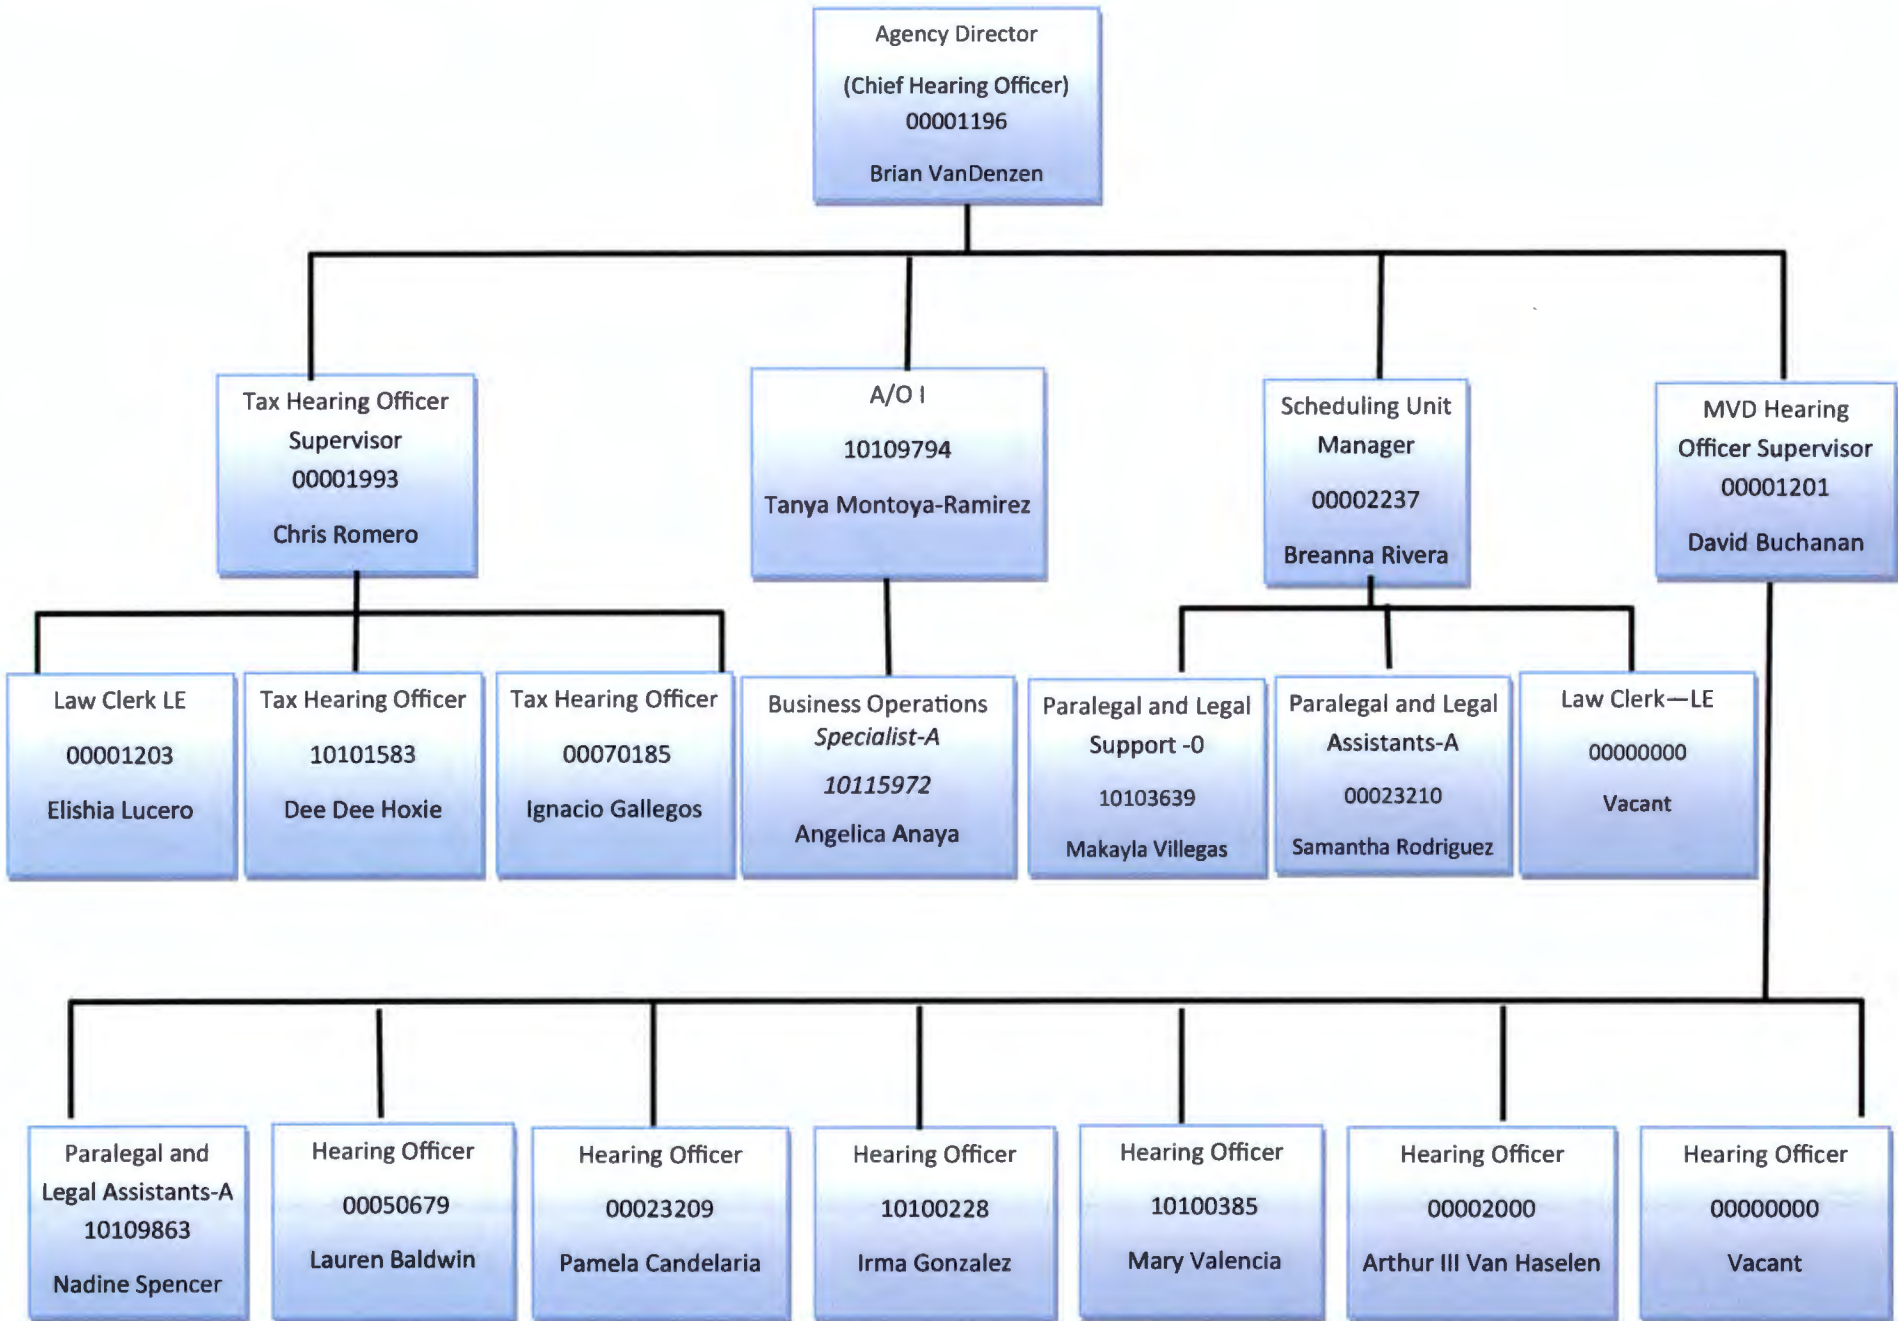 Agency Director
(Chief Hearing Officer)
00001196
Brian VanDenzen
Tax Hearing Officer
Supervisor
00001993
Chris Romero
A/O I
10109794
Tanya Montoya-Ramirez
Scheduling Unit
Manager
00002237
Breanna Rivera
MVD Hearing
Officer Supervisor
00001201
David Buchanan
Law Clerk LE
00001203
Elishia Lucero
Tax Hearing Officer
10101583
Dee Dee Hoxie
Tax Hearing Officer
00070185
Ignacio Gallegos
Business Operations
Specialist-A
10115972
Angelica Anaya
Paralegal and Legal
Support -0
10103639
Makayla Villegas
Paralegal and Legal
Assistants-A
00023210
Samantha Rodriguez
Law Clerk—LE
00000000
Vacant
Paralegal and
Legal Assistants-A
10109863
Nadine Spencer
Hearing Officer
00050679
Lauren Baldwin
Hearing Officer
00023209
Pamela Candelaria
Hearing Officer
10100228
Irma Gonzalez
Hearing Officer
10100385
Mary Valencia
Hearing Officer
00002000
Arthur III Van Haselen
Hearing Officer
00000000
Vacant